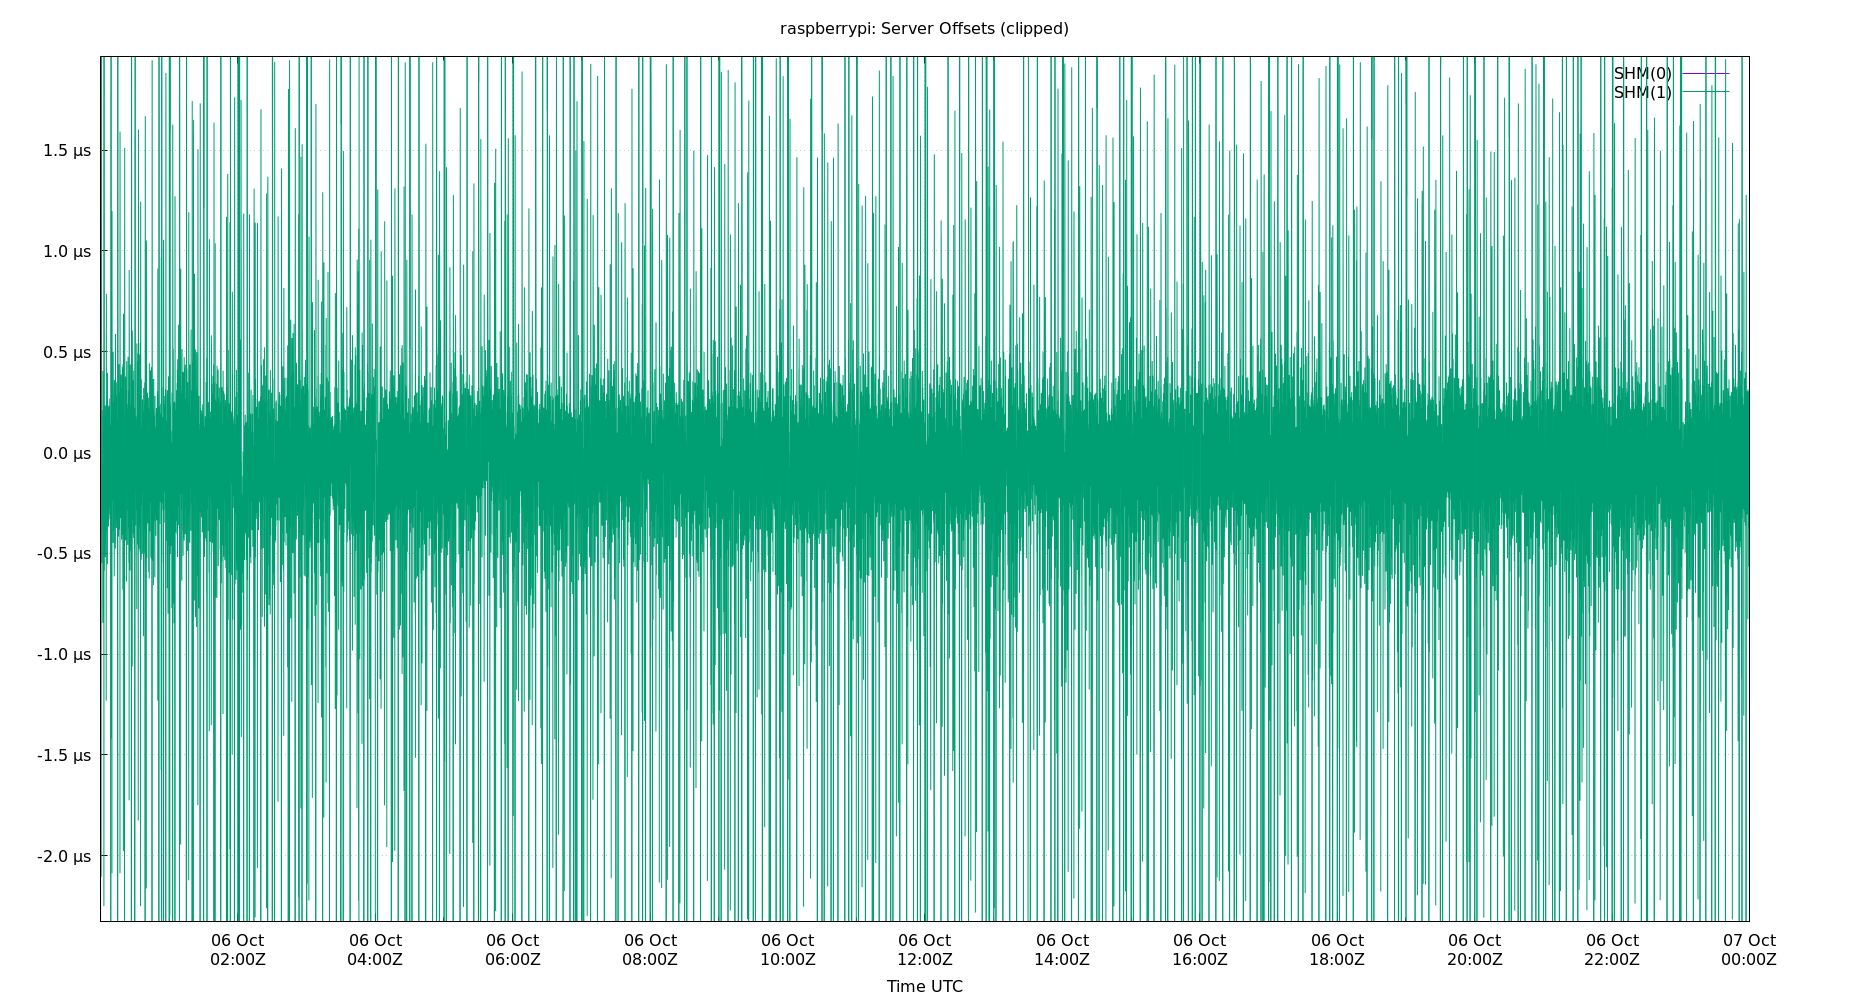 raspberrypi: Server Offsets (clipped)
SHM(0)
SHM(1)
1.5 µs
1.0 µs
0.5 µs
0.0 µs
-0.5 µs
-1.0 µs
-1.5 µs
-2.0 µs
06 Oct 06 Oct 06 Oct 06 Oct 06 Oct 06 Oct 06 Oct 06 Oct 06 Oct 06 Oct 06 Oct 07 Oct
02:00Z 04:00Z 06:00Z 08:00Z 10:00Z 12:00Z 14:00Z 16:00Z 18:00Z 20:00Z 22:00Z 00:00Z
Time UTC